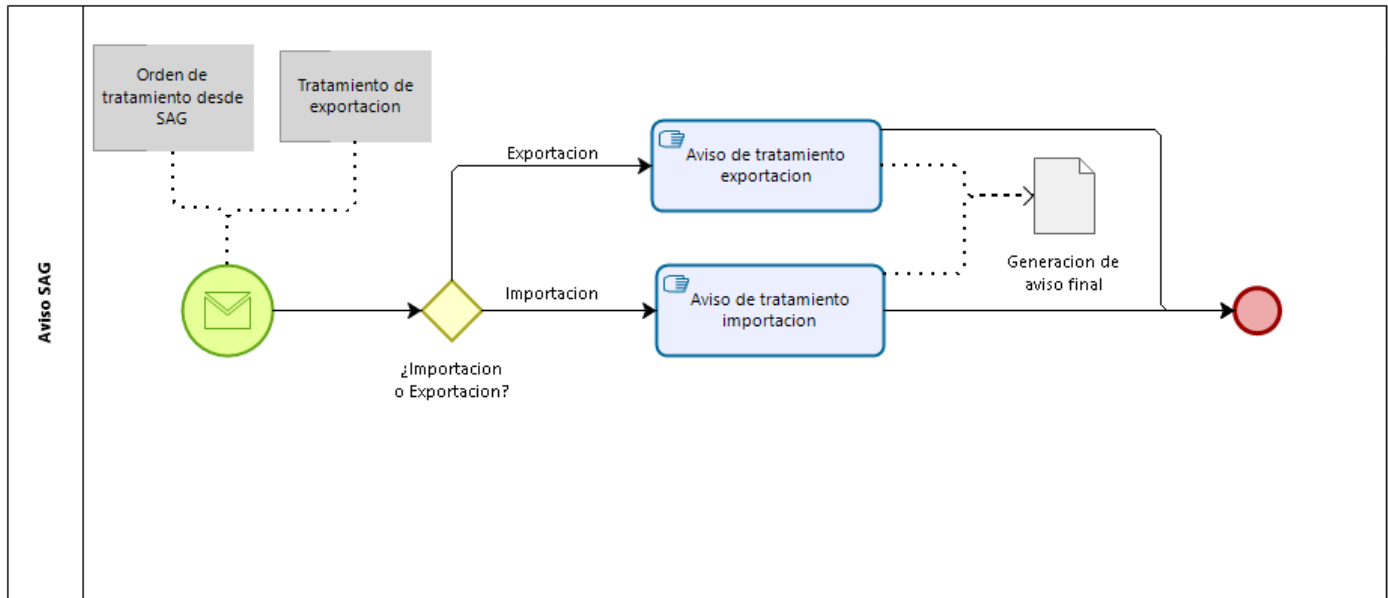 Aviso SAG
Orden de
tratamiento desde
SAG
Tratamiento de
exportacion
Exportacion
Aviso de tratamiento
exportacion
Generacion de
aviso final
Importacion
Aviso de tratamiento
importacion
¿Importacion
o Exportacion?